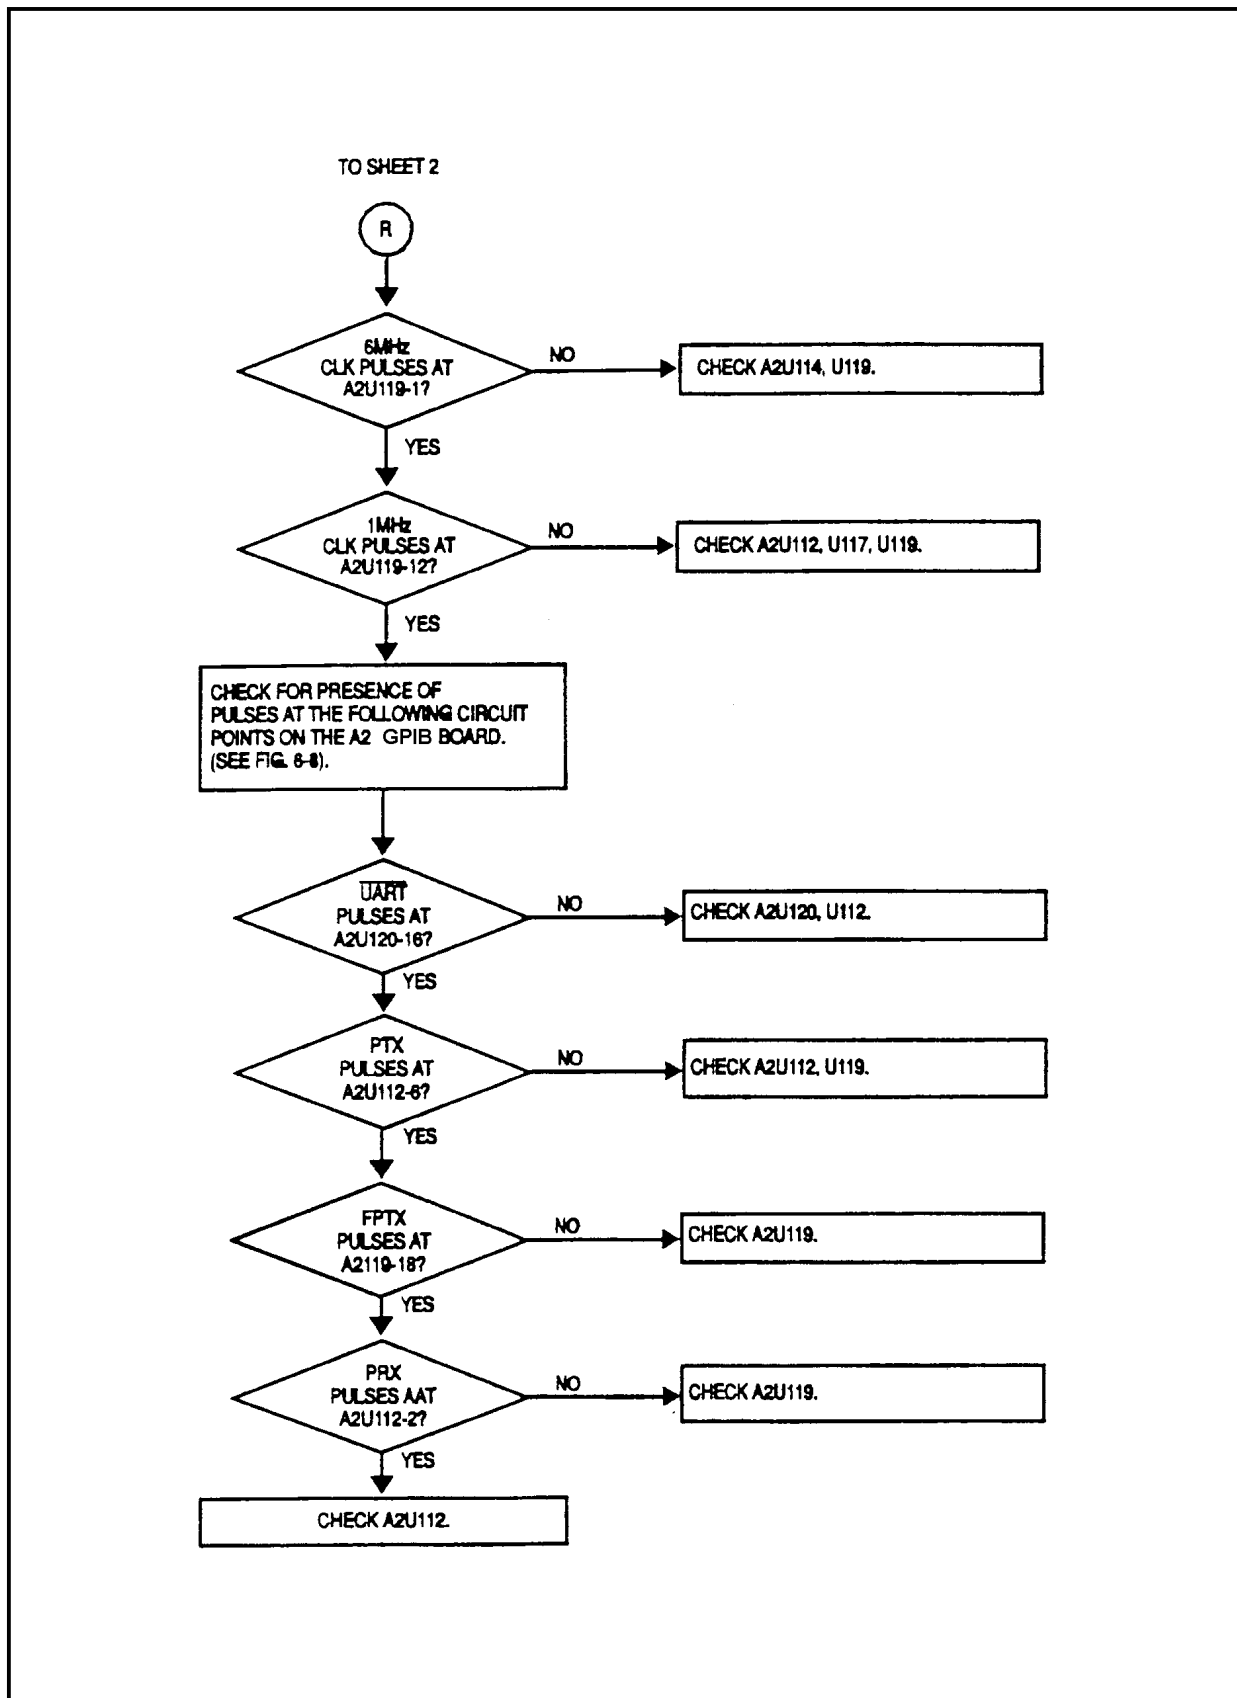 TO SHEET 2
R
6MHz
CLK PULSES AT
A2U119-1?
NO
CHECK A2U114, U119.
YES
1MHz
CLK PULSES AT
A2U119-12?
NO
CHECK A2U112, U117, U119.
YES
CHECK FOR PRESENCE OF
PULSES AT THE FOLLOWING CIRCUIT
POINTS ON THE A2 GPIB BOARD.
(SEE FIG. 6-8).
UART
PULSES AT
A2U120-16?
NO
CHECK A2U120, U112.
YES
PTX
PULSES AT
A2U112-6?
NO
CHECK A2U112, U119.
YES
FPTX
PULSES AT
A2119-18?
NO
CHECK A2U119.
YES
PRX
PULSES AAT
A2U112-2?
NO
CHECK A2U119.
YES
CHECK A2U112.